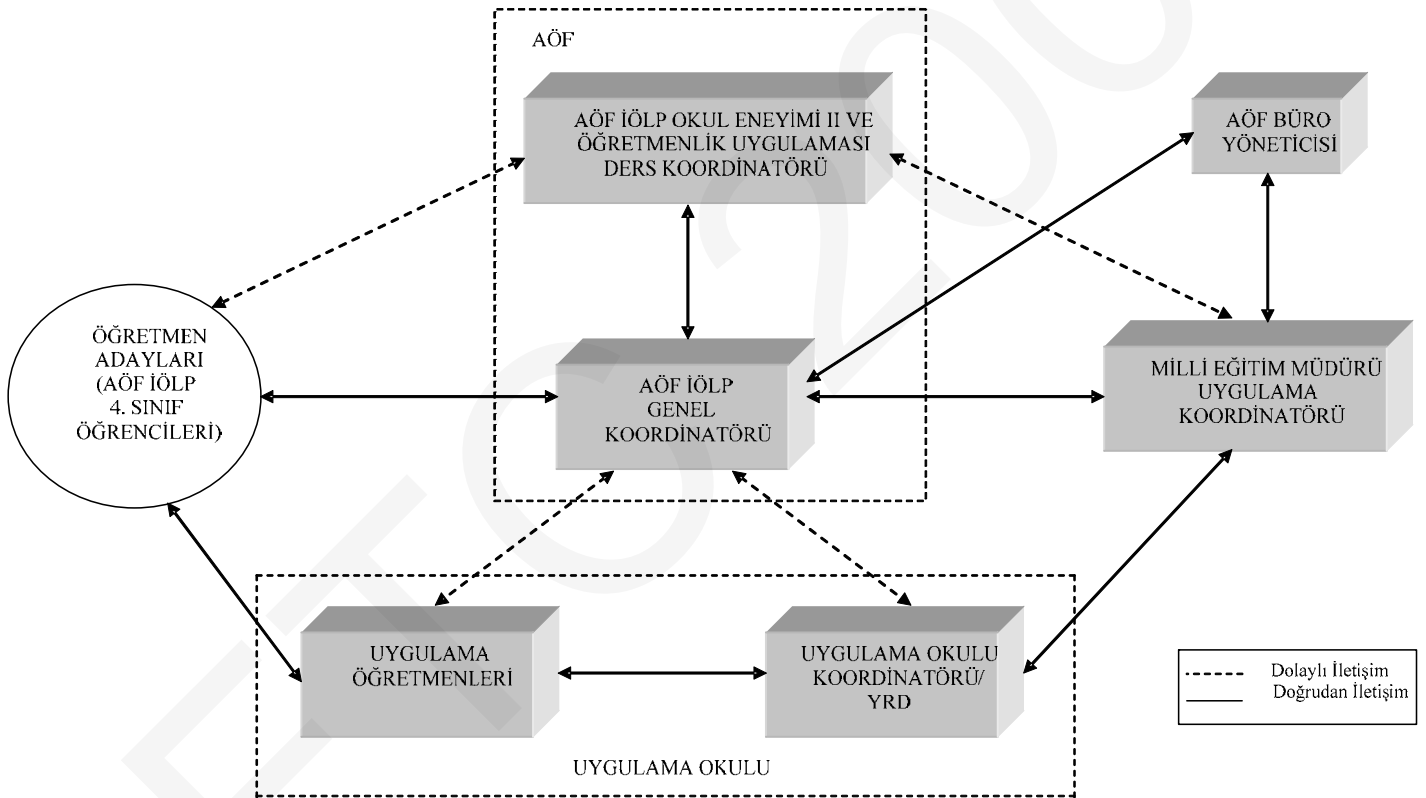 AÖF
AÖF İÖLP OKUL ENEYİMİ II VE
ÖĞRETMENLİK UYGULAMASI
DERS KOORDİNATÖRÜ
AÖF BÜRO
YÖNETİCİSİ
ÖĞRETMEN
ADAYLARI
(AÖF İÖLP
4. SINIF
ÖĞRENCİLERİ)
AÖF İÖLP
GENEL
KOORDİNATÖRÜ
MİLLİ EĞİTİM MÜDÜRÜ
UYGULAMA
KOORDİNATÖRÜ
UYGULAMA
ÖĞRETMENLERİ
UYGULAMA OKULU
KOORDİNATÖRÜ/
YRD
Dolaylı İletişim
Doğrudan İletişim
UYGULAMA OKULU